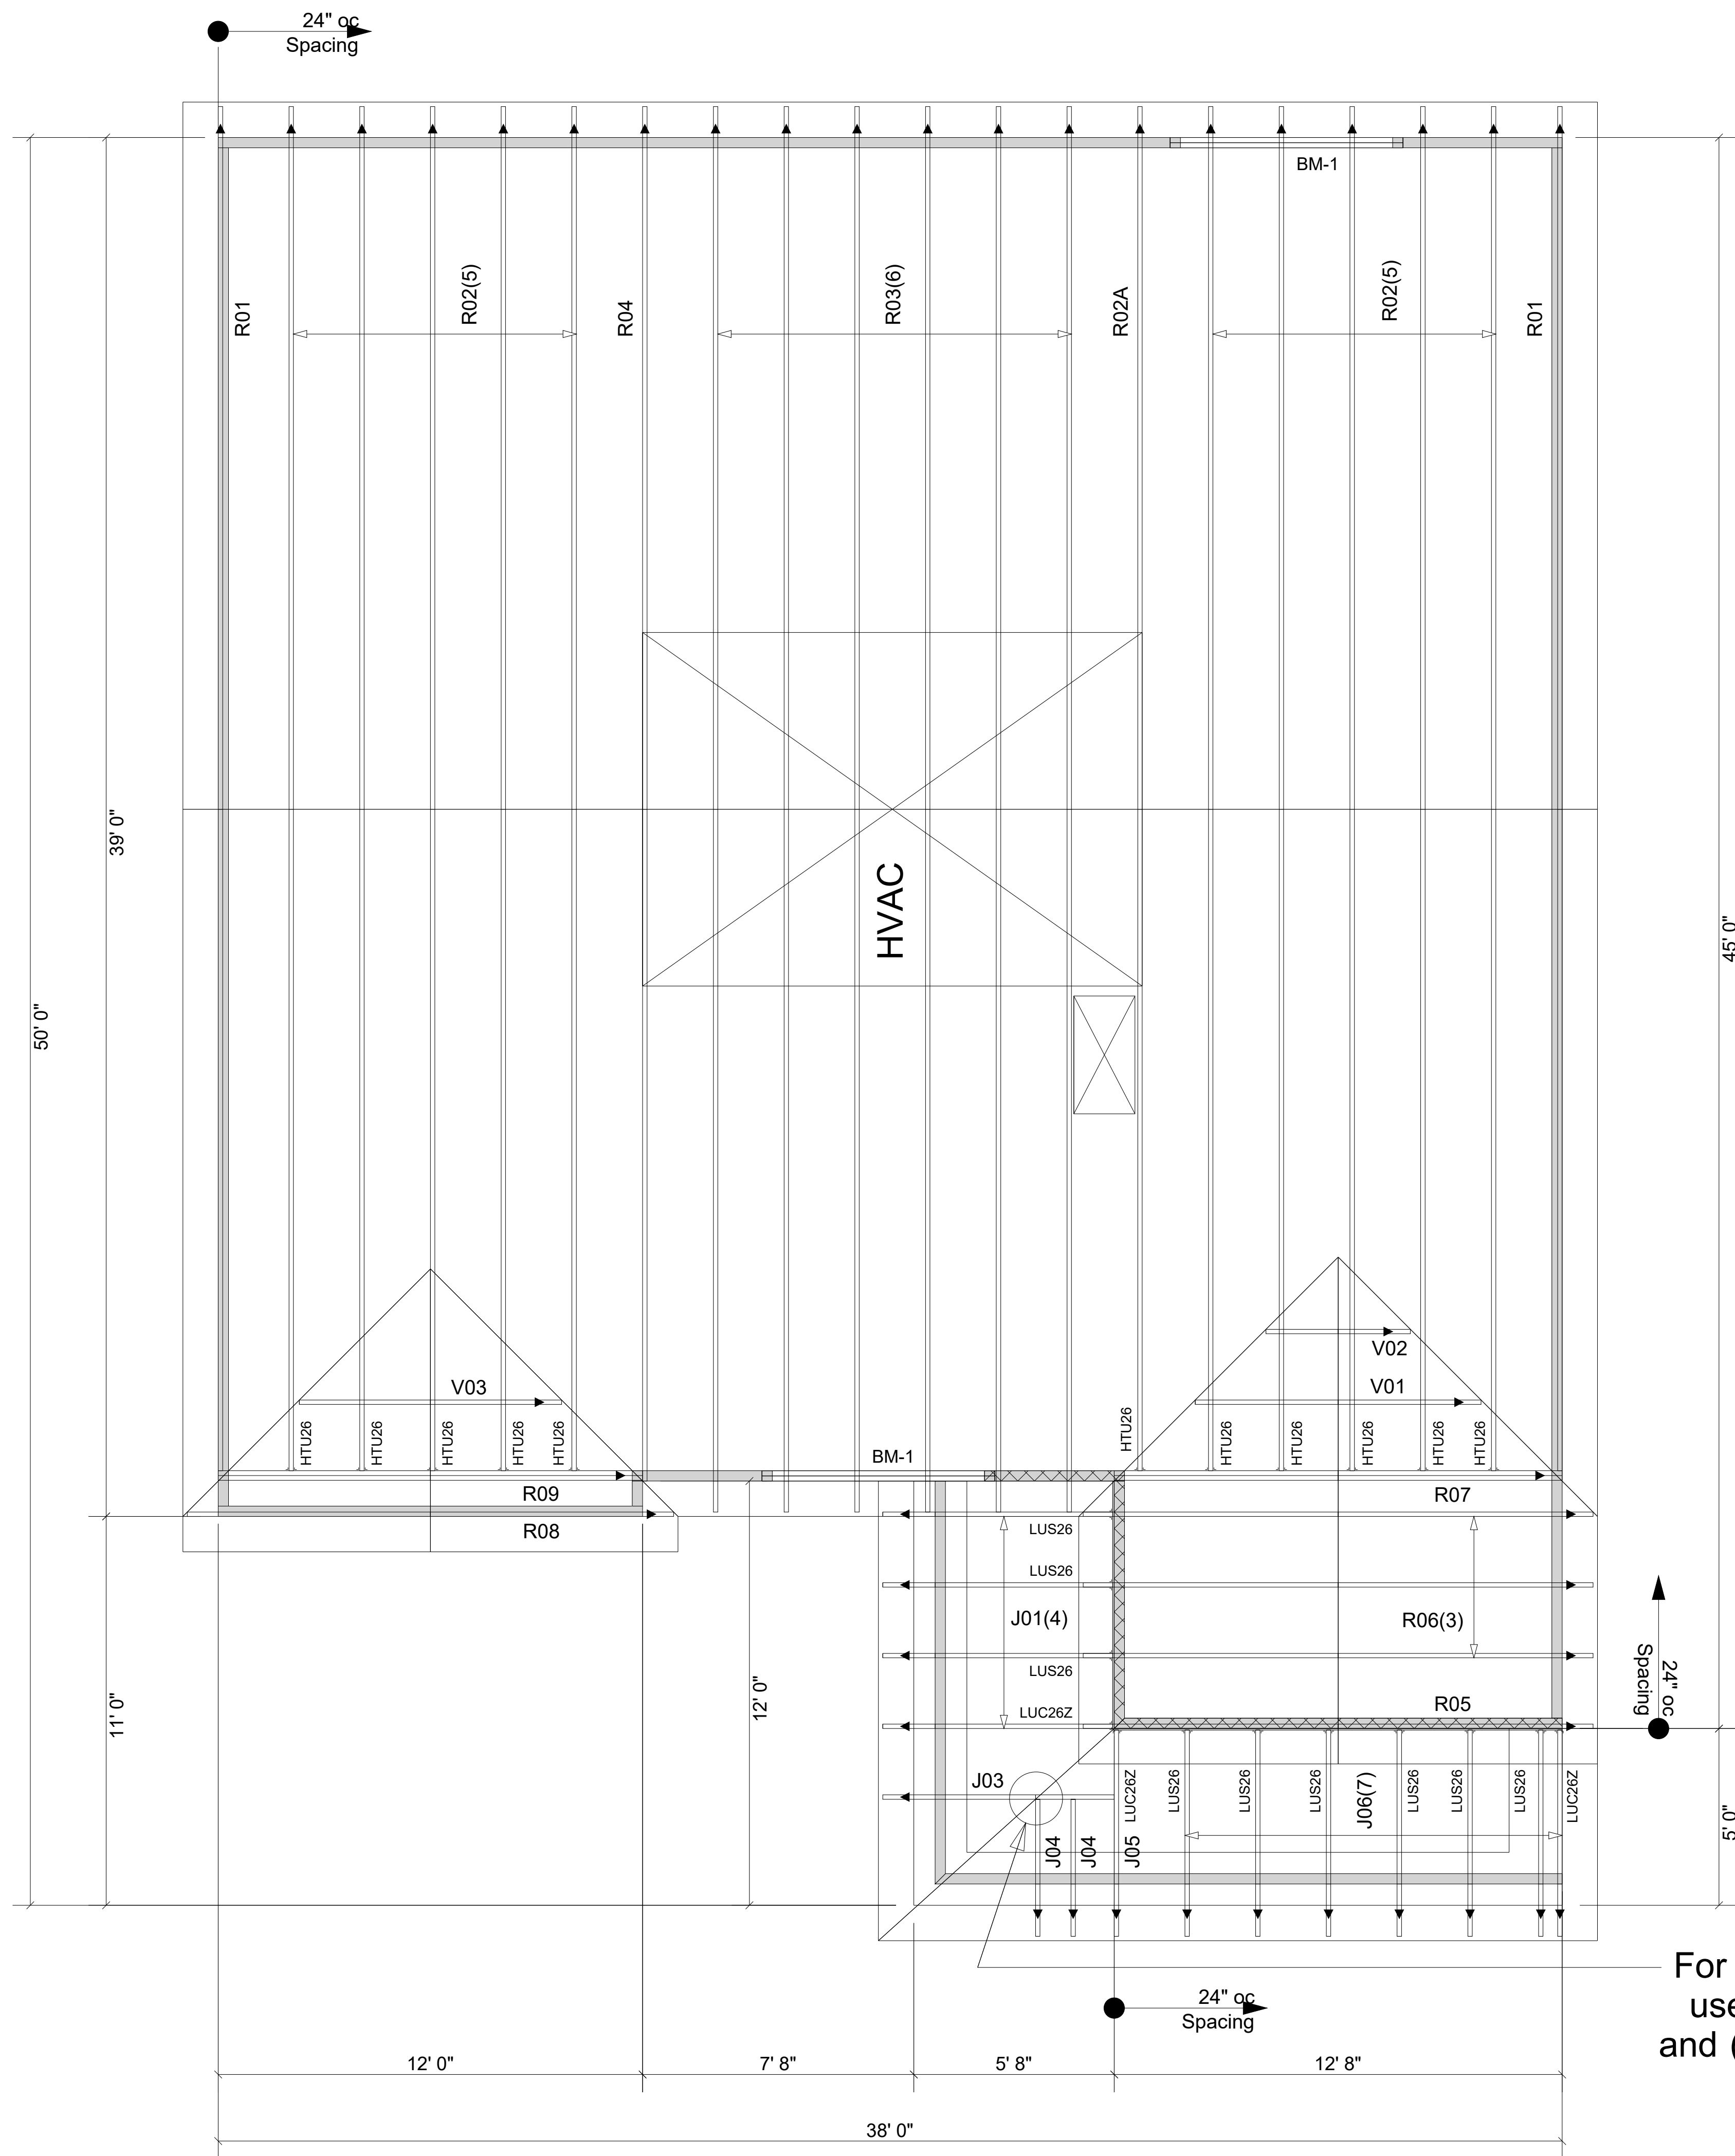 24" oc
Spacing
BM-1
R01
R02(5)
R04
R03(6)
R02A
R02(5)
R01
39' 0"
HVAC
45' 0"
50' 0"
V02
V03
V01
HTU26
HTU26
HTU26
HTU26
HTU26
HTU26
HTU26
HTU26
HTU26
HTU26
HTU26
BM-1
R09
R07
R08
LUS26
LUS26
J01(4)
R06(3)
24" oc
Spacing
LUS26
12' 0"
11' 0"
R05
LUC26Z
J03
LUC26Z
LUS26
LUS26
LUS26
J06(7)
LUS26
LUS26
LUS26
LUC26Z
5' 0"
J04
J04
J05
For
use
and (
24" oc
Spacing
12' 0"
7' 8"
5' 8"
12' 8"
38' 0"